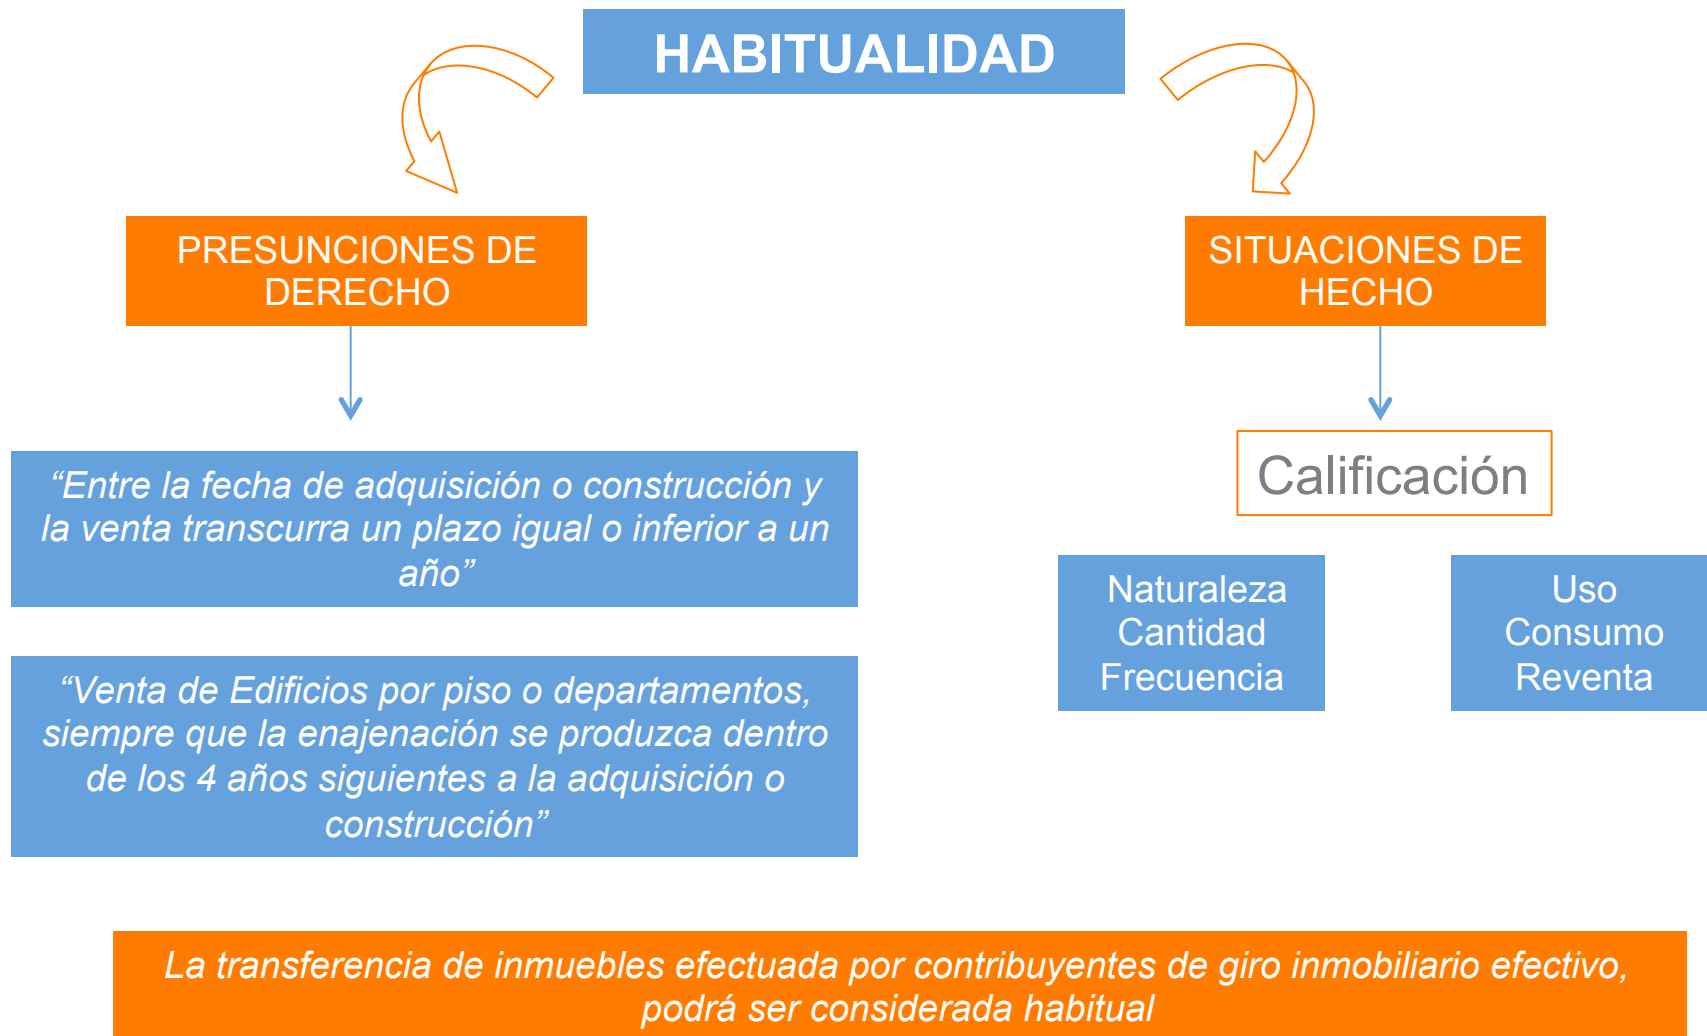 HABITUALIDAD
PRESUNCIONES DE
DERECHO
“Entre la fecha de adquisición o construcción y
la venta transcurra un plazo igual o inferior a un
año”
“Venta de Edificios por piso o departamentos,
siempre que la enajenación se produzca dentro
de los 4 años siguientes a la adquisición o
construcción”
SITUACIONES DE
HECHO
Calificación
Naturaleza
Cantidad
Frecuencia
Uso
Consumo
Reventa
La transferencia de inmuebles efectuada por contribuyentes de giro inmobiliario efectivo,
podrá ser considerada habitual